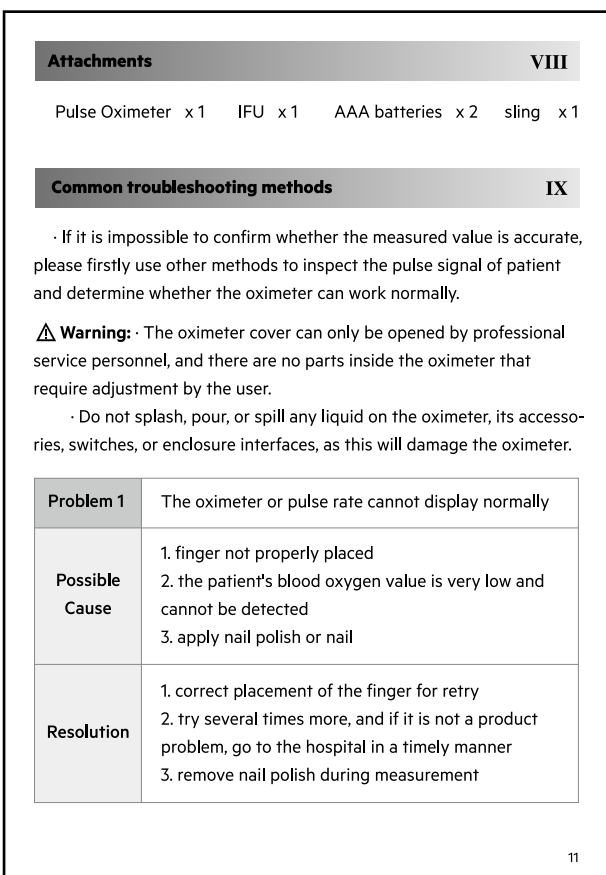 Attachments VIII
Pulse Oximeter x 1 IFU x 1 AAA batteries x 2 sling x 1
Common troubleshooting methods IX
· If it is impossible to confirm whether the measured value is accurate,
please firstly use other methods to inspect the pulse signal of patient
and determine whether the oximeter can work normally.
⚠ Warning: · The oximeter cover can only be opened by professional
service personnel, and there are no parts inside the oximeter that
require adjustment by the user.
· Do not splash, pour, or spill any liquid on the oximeter, its accesso-
ries, switches, or enclosure interfaces, as this will damage the oximeter.
Problem 1 The oximeter or pulse rate cannot display normally
Possible
Cause
1. finger not properly placed
2. the patient's blood oxygen value is very low and
cannot be detected
3. apply nail polish or nail
Resolution
1. correct placement of the finger for retry
2. try several times more, and if it is not a product
problem, go to the hospital in a timely manner
3. remove nail polish during measurement
11